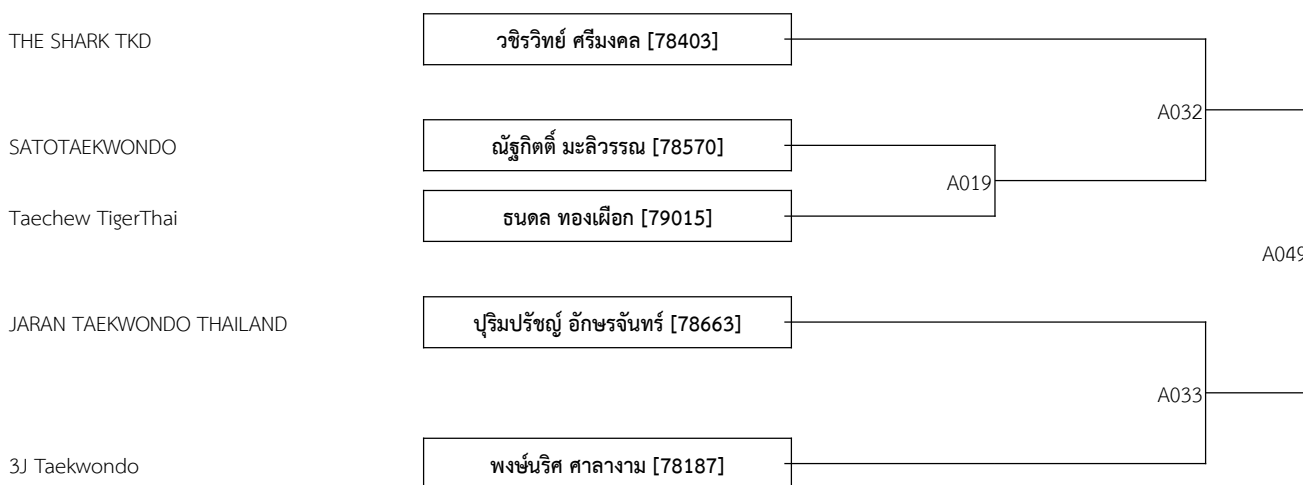 THE SHARK TKD
วชิรวิทย์ ศรีมงคล [78403]
A032
SATOTAEKWONDO
ณัฐกิตติ์ มะลิวรรณ [78570]
A019
Taechew TigerThai
ธนดล ทองเผือก [79015]
A049
JARAN TAEKWONDO THAILAND
ปุริมปรัชญ์ อักษรจันทร์ [78663]
A033
3J Taekwondo
พงษ์นริศ ศาลางาม [78187]